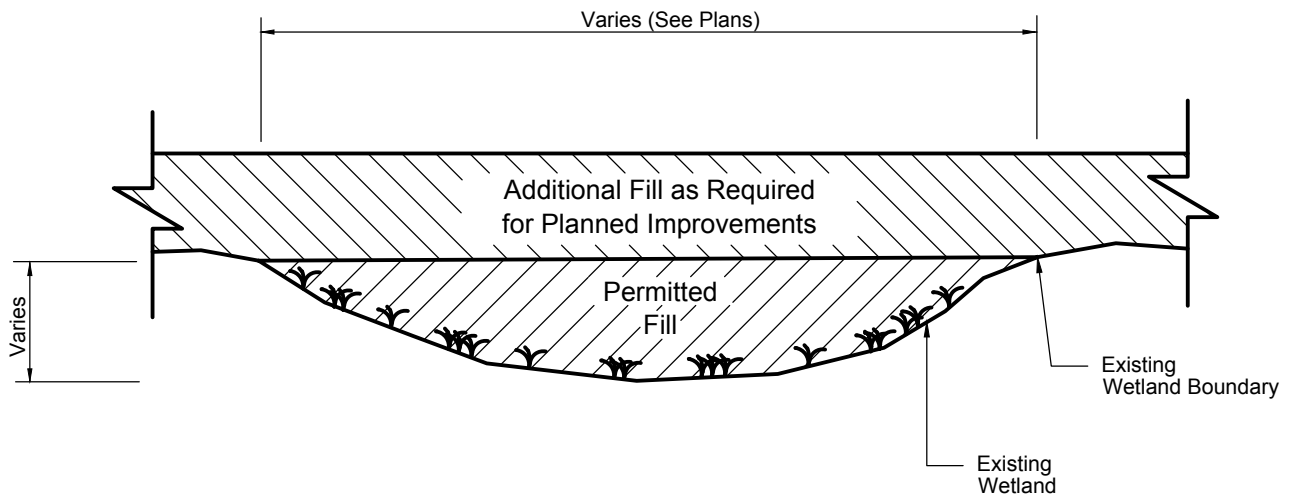 Varies (See Plans)
Additional Fill as Required
for Planned Improvements
Permitted
Fill
Varies
Existing
Wetland Boundary
Existing
Wetland